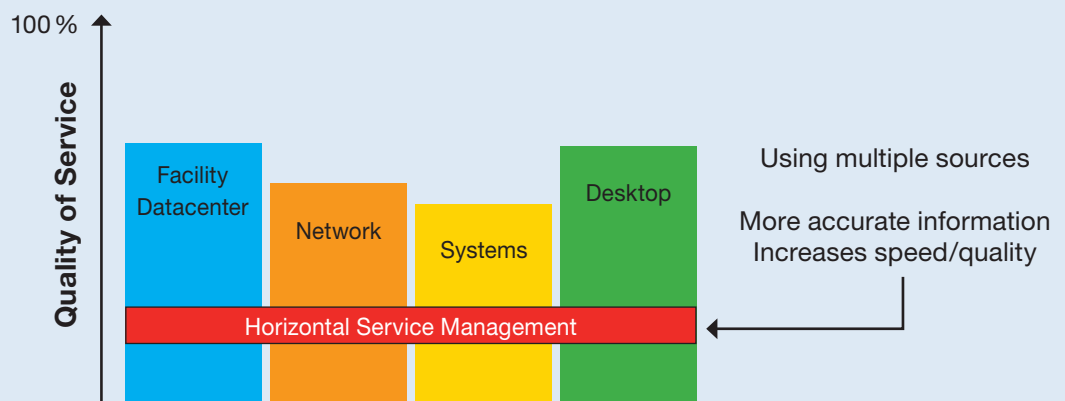 100 %
Quality of Service
Facility
Datacenter
Network
Systems
Desktop
Horizontal Service Management
Using multiple sources
More accurate information
Increases speed/quality